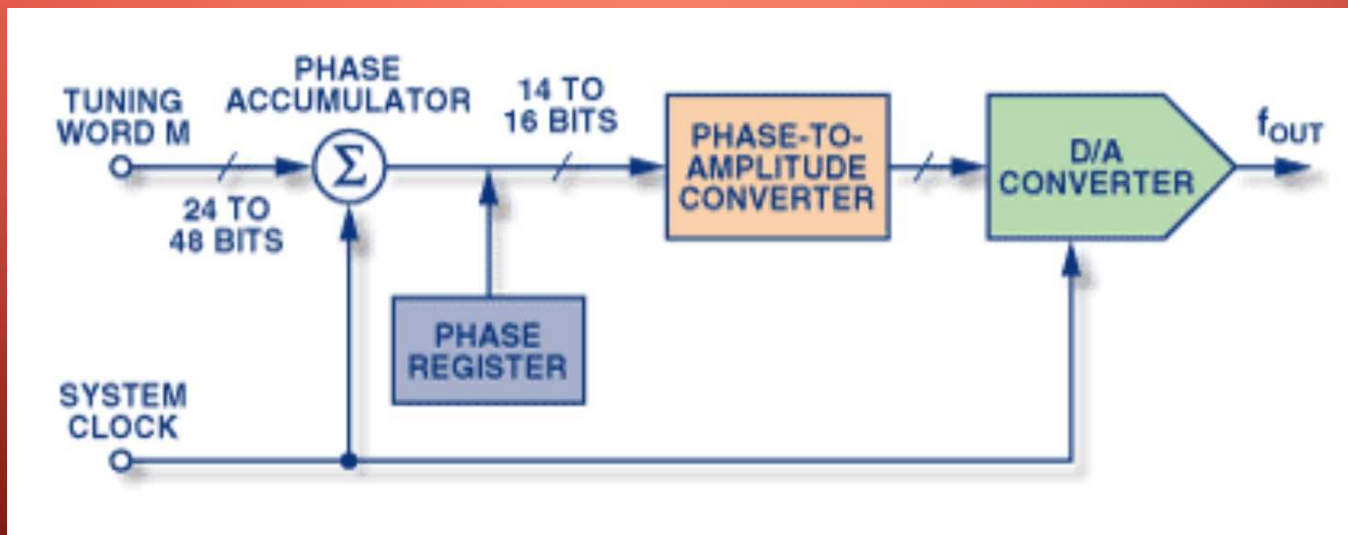 TUNING
WORD M
24 TO
48 BITS
PHASE
ACCUMULATOR
Σ
14 TO
16 BITS
PHASE
REGISTER
PHASE-TO-
AMPLITUDE
CONVERTER
D/A
CONVERTER
fOUT
SYSTEM
CLOCK